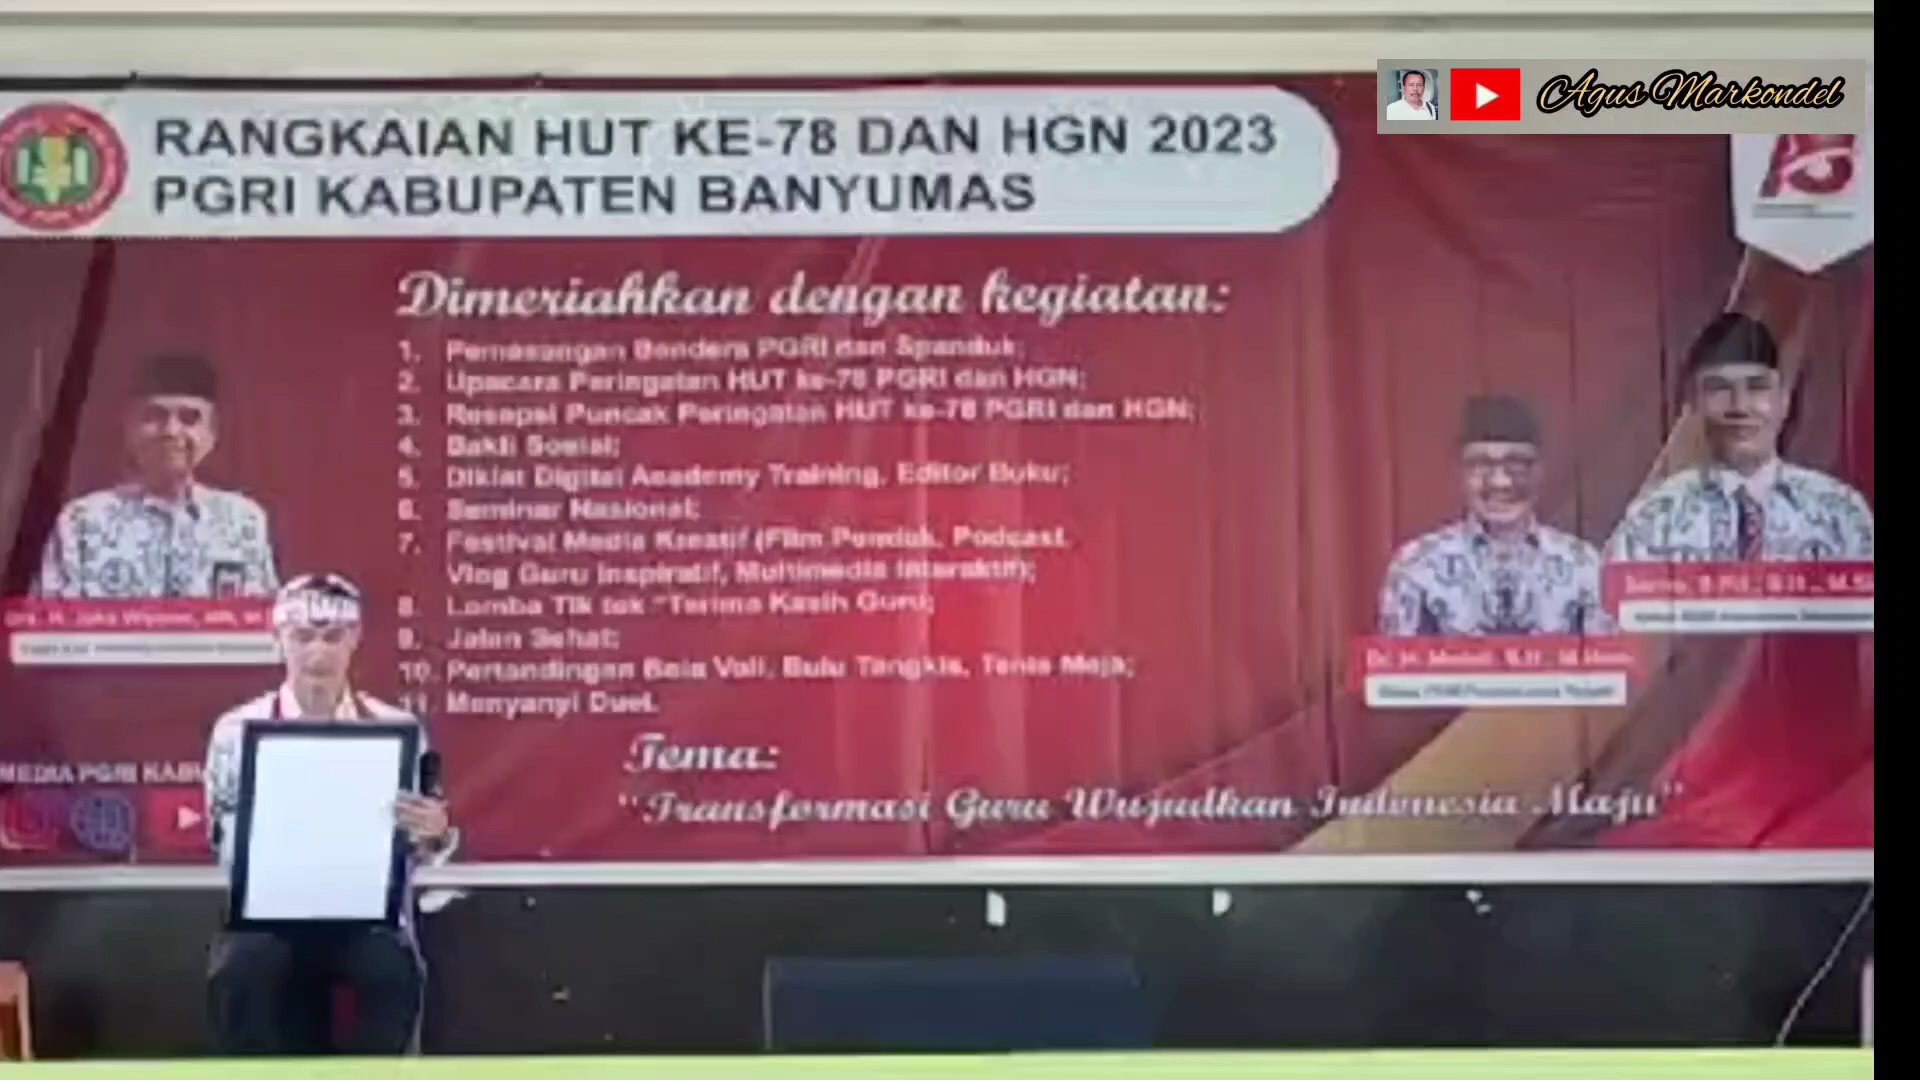 Agus Markondel
RANGKAIAN HUT KE-78 DAN HGN 2023
PGRI KABUPATEN BANYUMAS
Dimeriahkan dengan kegiatan:
1. Pemasangan Bendera PGRI dan Spanduk;
2. Upacara Peringatan HUT ke-78 PGRI dan HGN;
3. Resepsi Puncak Peringatan HUT ke-78 PGRI dan HGN;
4. Bakti Sosial;
5. Diklat Digital Academy Training, Editor Buku;
6. Seminar Nasional;
7. Festival Media Kreatif (Film Pendek, Podcast,
Vlog Guru Inspiratif, Multimedia Interaktif);
8. Lomba Tik tok "Terima Kasih Guru;
9. Jalan Sehat;
10. Pertandingan Bola Voli, Bulu Tangkis, Tenis Meja;
11. Menyanyi Duet.
Tema:
"Transformasi Guru Wujudkan Indonesia Maju"
MEDIA PGRI